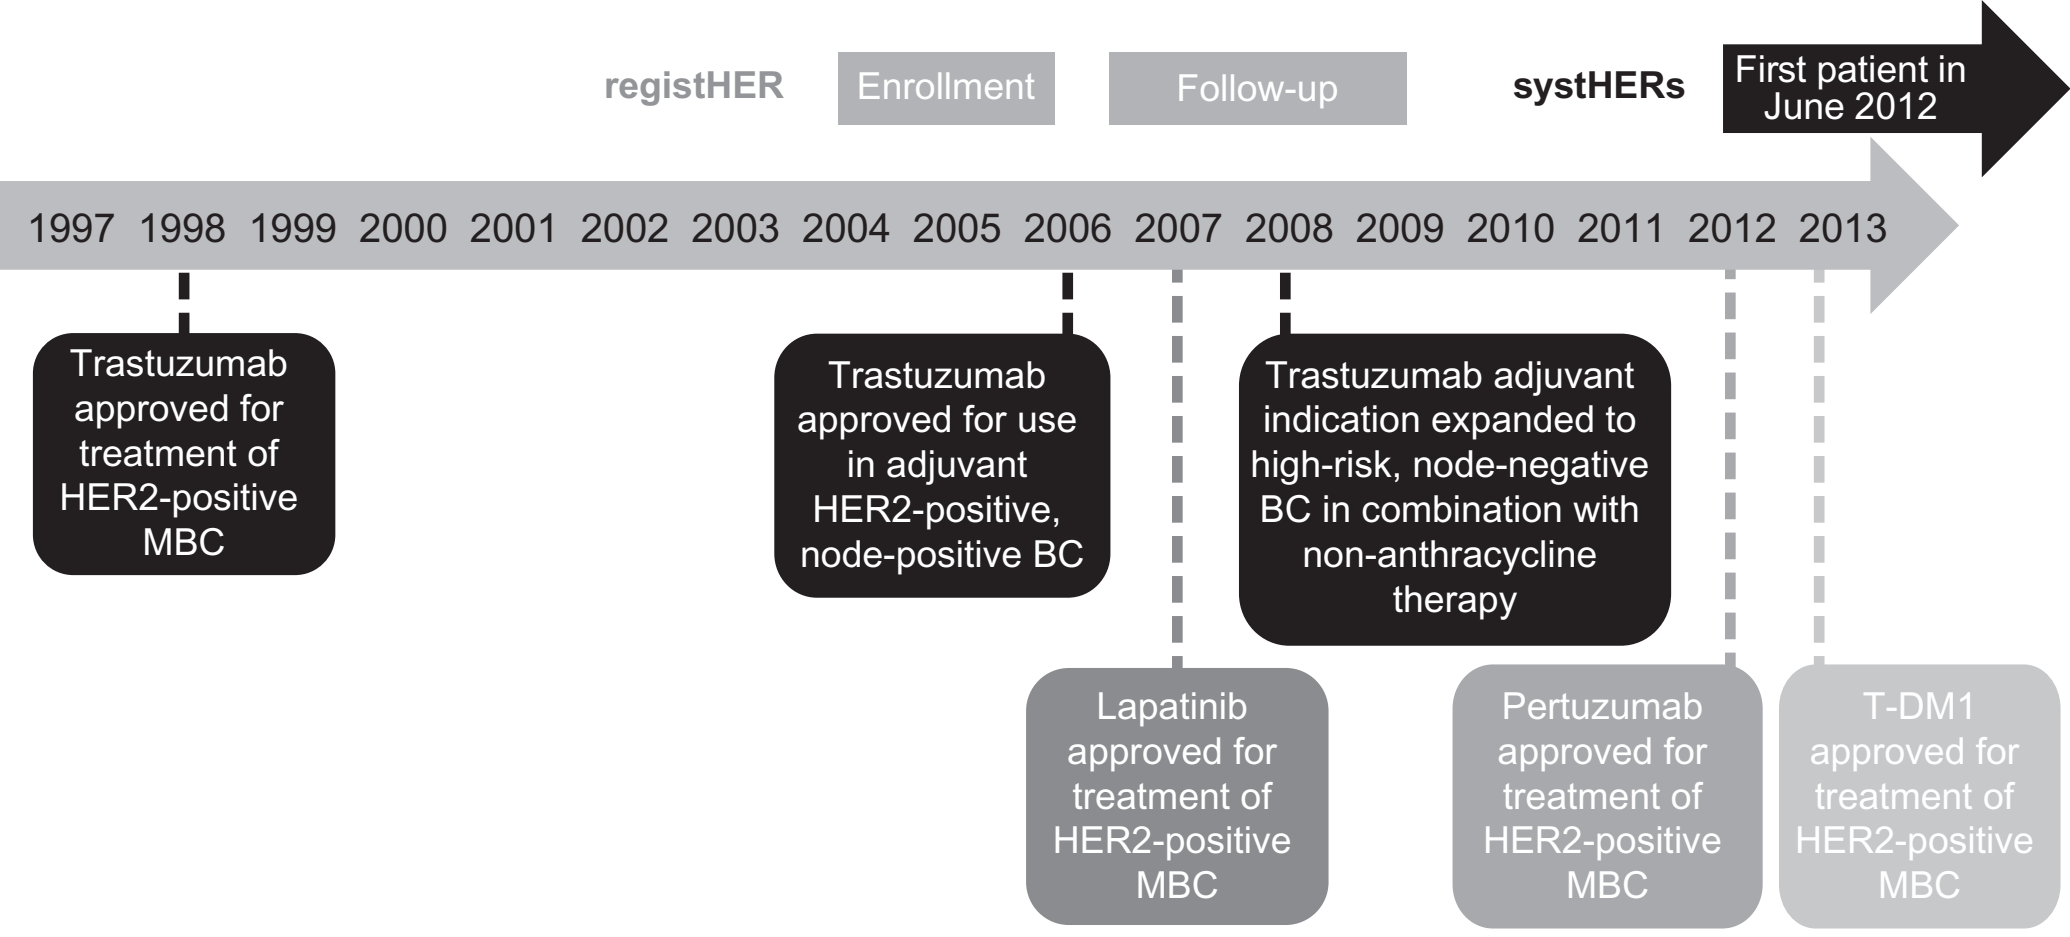 registHER
Enrollment
Follow-up
systHERs
First patient in
June 2012
1997 1998 1999 2000 2001 2002 2003 2004 2005 2006 2007 2008 2009 2010 2011 2012 2013
Trastuzumab
approved for
treatment of
HER2-positive
MBC
Trastuzumab
approved for use
in adjuvant
HER2-positive,
node-positive BC
Trastuzumab adjuvant
indication expanded to
high-risk, node-negative
BC in combination with
non-anthracycline
therapy
Lapatinib
approved for
treatment of
HER2-positive
MBC
Pertuzumab
approved for
treatment of
HER2-positive
MBC
T-DM1
approved for
treatment of
HER2-positive
MBC